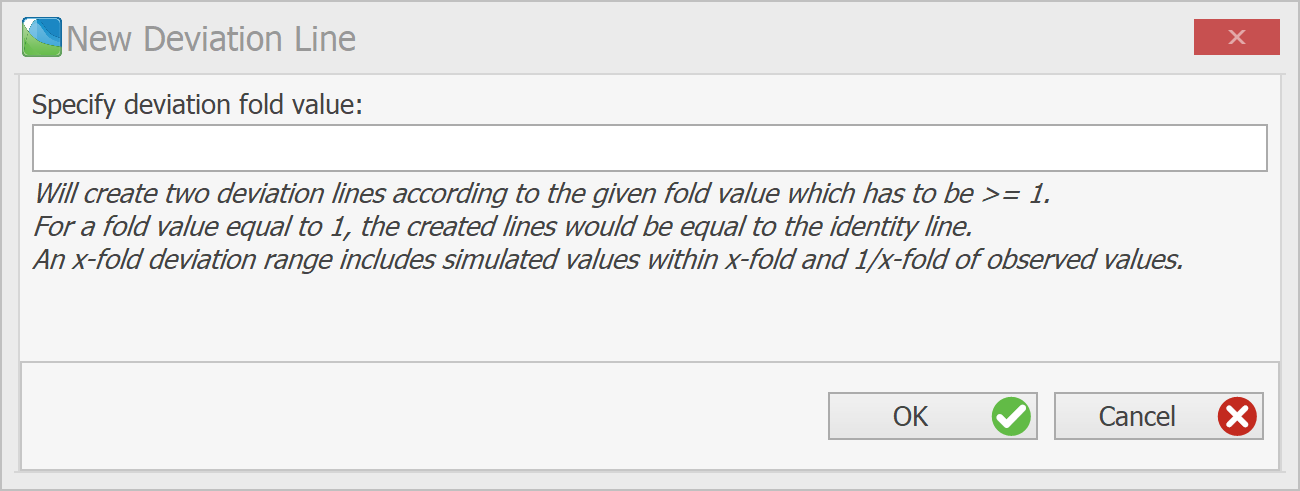 New Deviation Line
Specify deviation fold value:
Will create two deviation lines according to the given fold value which has to be >= 1.
For a fold value equal to 1, the created lines would be equal to the identity line.
An x-fold deviation range includes simulated values within x-fold and 1/x-fold of observed values.
OK
Cancel